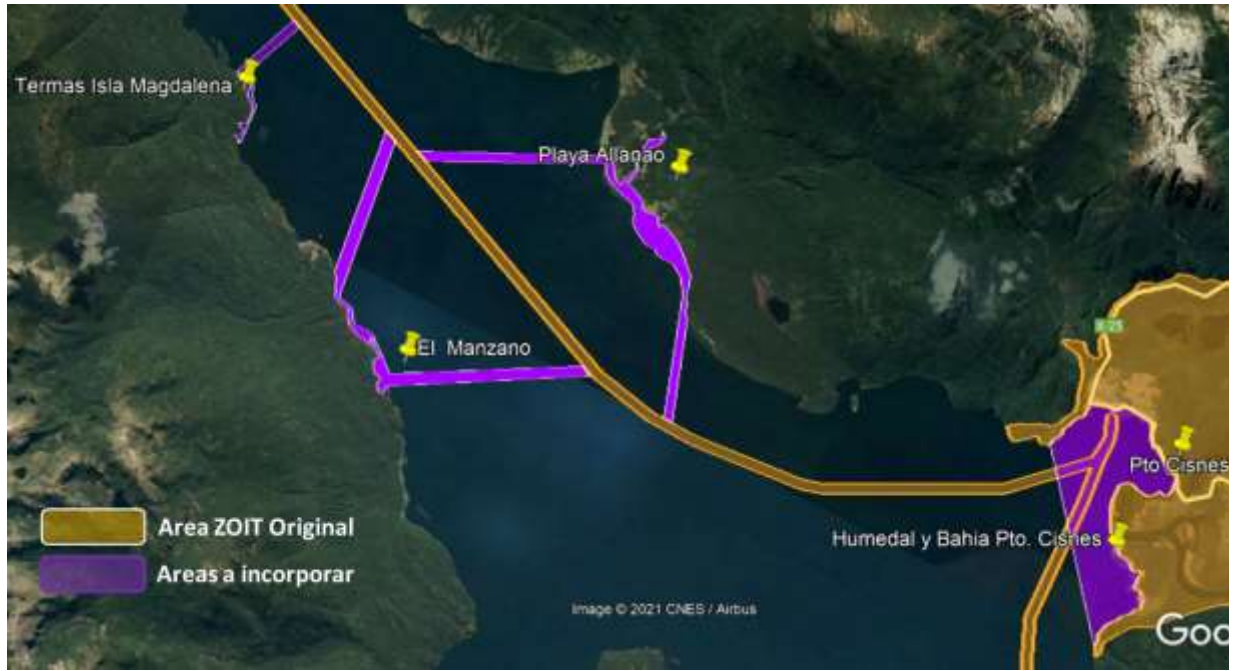 Termas Isla Magdalena
Playa Allanao
El Manzano
X-25
Pto Cisnes
Humedal y Bahia Pto. Cisnes
Area ZOIT Original
Areas a incorporar
Image © 2021 CNES / Airbus
Goo